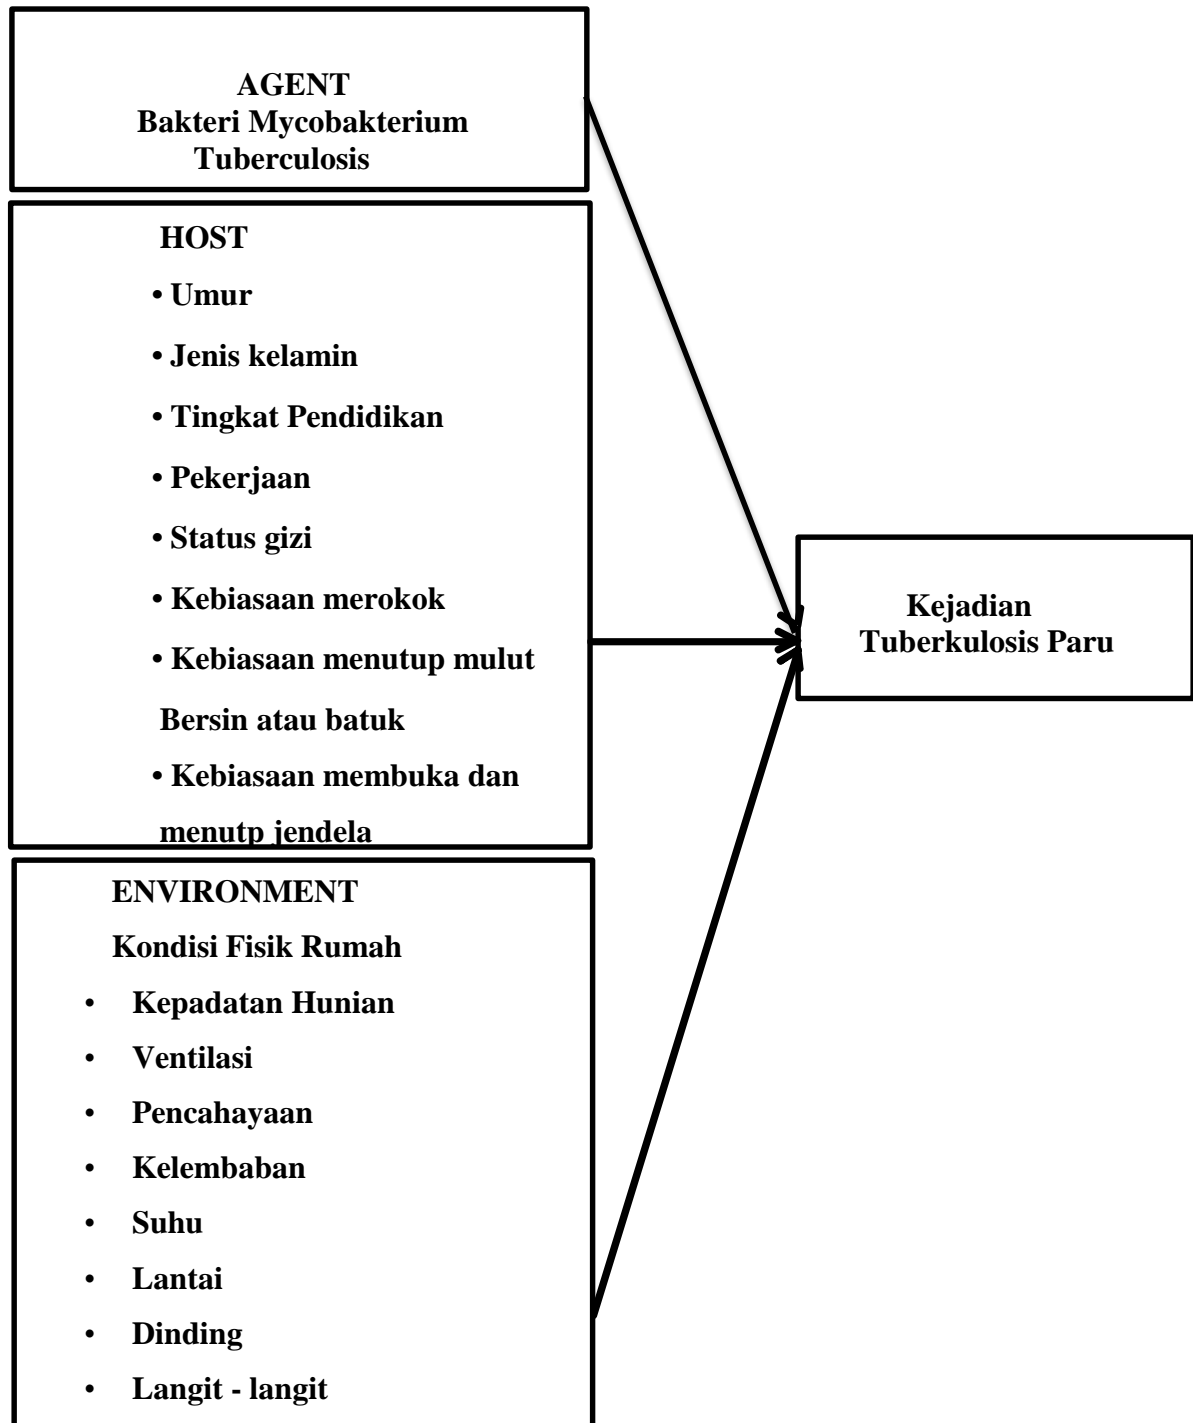 AGENT
Bakteri Mycobakterium
Tuberculosis
HOST
• Umur
• Jenis kelamin
• Tingkat Pendidikan
• Pekerjaan
• Status gizi
• Kebiasaan merokok
• Kebiasaan menutup mulut
Bersin atau batuk
• Kebiasaan membuka dan
menutp jendela
ENVIRONMENT
Kondisi Fisik Rumah
• Kepadatan Hunian
• Ventilasi
• Pencahayaan
• Kelembaban
• Suhu
• Lantai
• Dinding
• Langit - langit
Kejadian
Tuberkulosis Paru